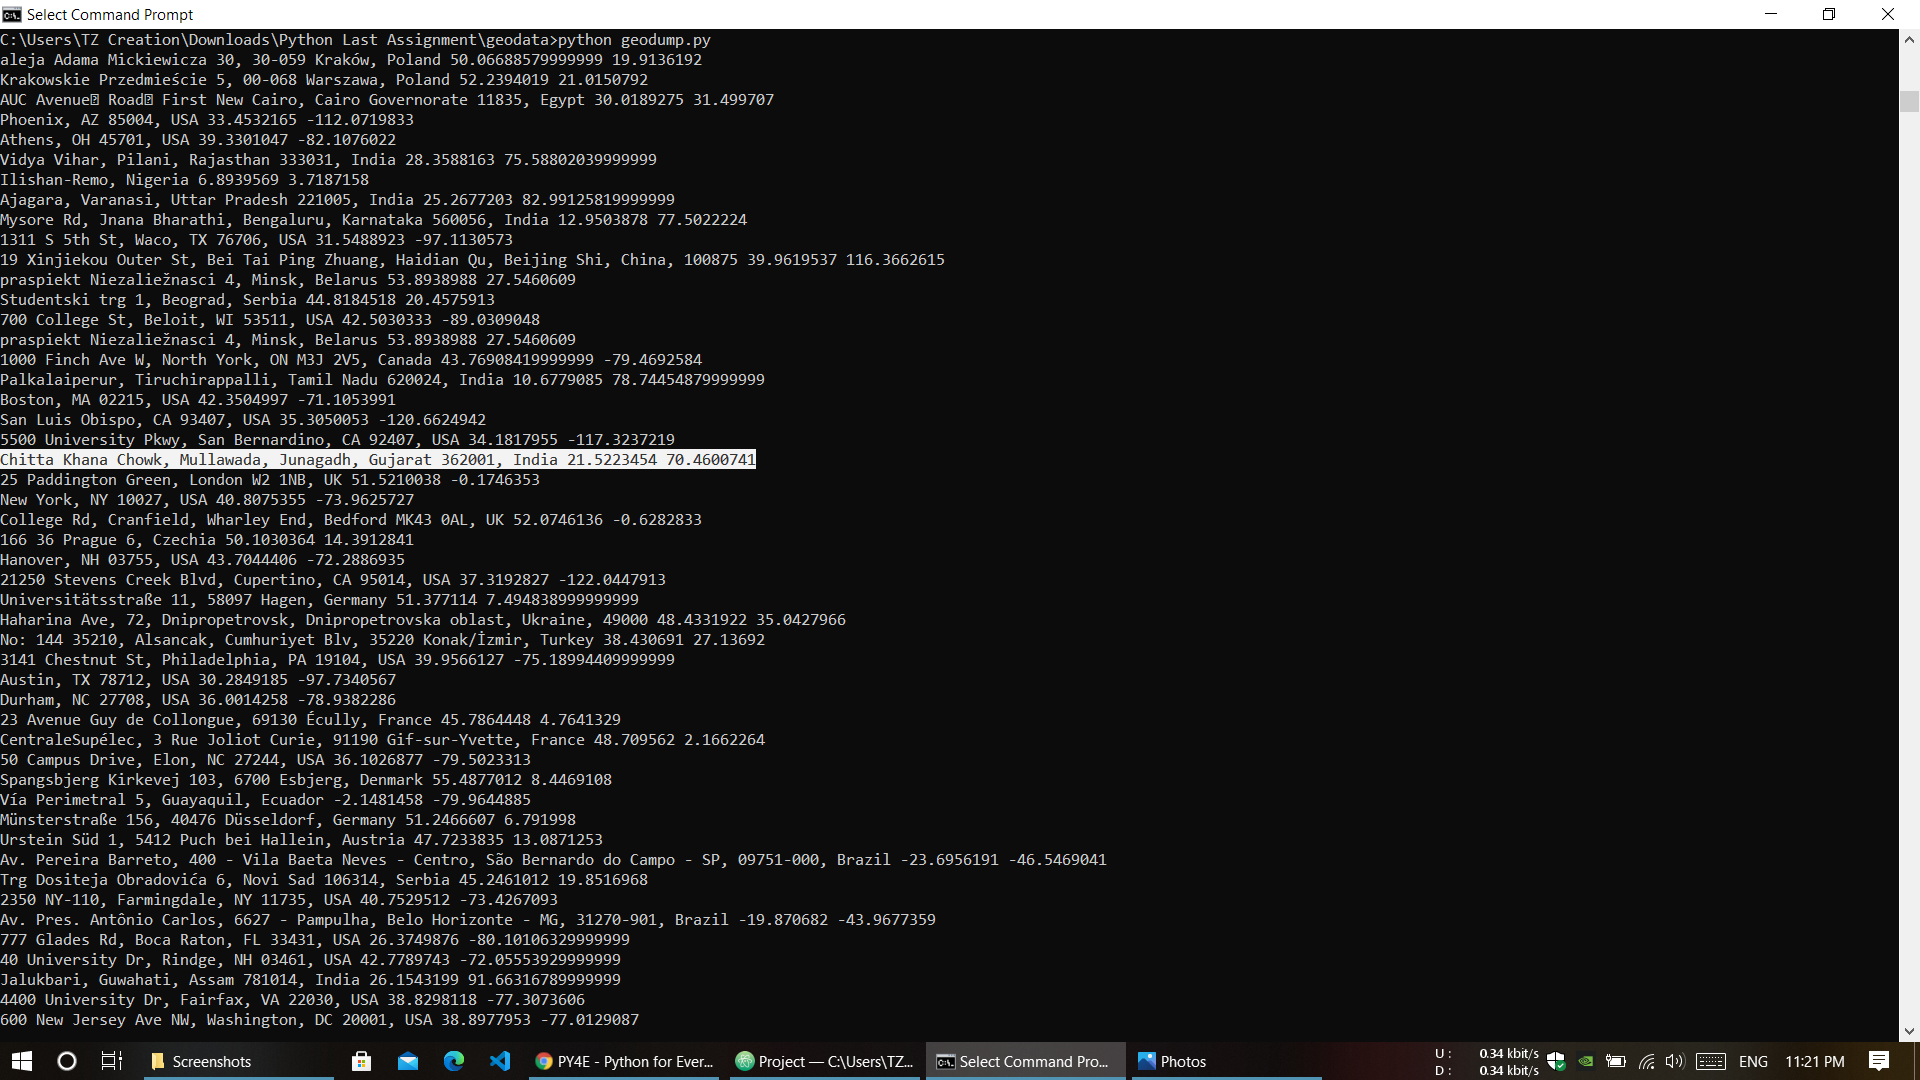 Select Command Prompt
C:\Users\TZ Creation\Downloads\Python Last Assignment\geodata>python geodump.py
aleja Adama Mickiewicza 30, 30-059 Kraków, Poland 50.06688579999999 19.9136192
Krakowskie Przedmieście 5, 00-068 Warszawa, Poland 52.2394019 21.0150792
AUC Avenue Road First New Cairo, Cairo Governorate 11835, Egypt 30.0189275 31.499707
Phoenix, AZ 85004, USA 33.4532165 -112.0719833
Athens, OH 45701, USA 39.3301047 -82.1076022
Vidya Vihar, Pilani, Rajasthan 333031, India 28.3588163 75.58802039999999
Ilishan-Remo, Nigeria 6.8939569 3.7187158
Ajagara, Varanasi, Uttar Pradesh 221005, India 25.2677203 82.99125819999999
Mysore Rd, Jnana Bharathi, Bengaluru, Karnataka 560056, India 12.9503878 77.5022224
1311 S 5th St, Waco, TX 76706, USA 31.5488923 -97.1130573
19 Xinjiekou Outer St, Bei Tai Ping Zhuang, Haidian Qu, Beijing Shi, China, 100875 39.9619537 116.3662615
praspiekt Niezaliežnasci 4, Minsk, Belarus 53.8938988 27.5460609
Studentski trg 1, Beograd, Serbia 44.8184518 20.4575913
700 College St, Beloit, WI 53511, USA 42.5030333 -89.0309048
praspiekt Niezaliežnasci 4, Minsk, Belarus 53.8938988 27.5460609
1000 Finch Ave W, North York, ON M3J 2V5, Canada 43.76908419999999 -79.4692584
Palkalaiperur, Tiruchirappalli, Tamil Nadu 620024, India 10.6779085 78.74454879999999
Boston, MA 02215, USA 42.3504997 -71.1053991
San Luis Obispo, CA 93407, USA 35.3050053 -120.6624942
5500 University Pkwy, San Bernardino, CA 92407, USA 34.1817955 -117.3237219
Chitta Khana Chowk, Mullawada, Junagadh, Gujarat 362001, India 21.5223454 70.4600741
25 Paddington Green, London W2 1NB, UK 51.5210038 -0.1746353
New York, NY 10027, USA 40.8075355 -73.9625727
College Rd, Cranfield, Wharley End, Bedford MK43 0AL, UK 52.0746136 -0.6282833
166 36 Prague 6, Czechia 50.1030364 14.3912841
Hanover, NH 03755, USA 43.7044406 -72.2886935
21250 Stevens Creek Blvd, Cupertino, CA 95014, USA 37.3192827 -122.0447913
Universitätsstraße 11, 58097 Hagen, Germany 51.377114 7.494838999999999
Haharina Ave, 72, Dnipropetrovsk, Dnipropetrovska oblast, Ukraine, 49000 48.4331922 35.0427966
No: 144 35210, Alsancak, Cumhuriyet Blv, 35220 Konak/İzmir, Turkey 38.430691 27.13692
3141 Chestnut St, Philadelphia, PA 19104, USA 39.9566127 -75.18994409999999
Austin, TX 78712, USA 30.2849185 -97.7340567
Durham, NC 27708, USA 36.0014258 -78.9382286
23 Avenue Guy de Collongue, 69130 Écully, France 45.7864448 4.7641329
CentraleSupélec, 3 Rue Joliot Curie, 91190 Gif-sur-Yvette, France 48.709562 2.1662264
50 Campus Drive, Elon, NC 27244, USA 36.1026877 -79.5023313
Spangsbjerg Kirkevej 103, 6700 Esbjerg, Denmark 55.4877012 8.4469108
Vía Perimetral 5, Guayaquil, Ecuador -2.1481458 -79.9644885
Münsterstraße 156, 40476 Düsseldorf, Germany 51.2466607 6.791998
Urstein Süd 1, 5412 Puch bei Hallein, Austria 47.7233835 13.0871253
Av. Pereira Barreto, 400 - Vila Baeta Neves - Centro, São Bernardo do Campo - SP, 09751-000, Brazil -23.6956191 -46.5469041
Trg Dositeja Obradovića 6, Novi Sad 106314, Serbia 45.2461012 19.8516968
2350 NY-110, Farmingdale, NY 11735, USA 40.7529512 -73.4267093
Av. Pres. Antônio Carlos, 6627 - Pampulha, Belo Horizonte - MG, 31270-901, Brazil -19.870682 -43.9677359
777 Glades Rd, Boca Raton, FL 33431, USA 26.3749876 -80.10106329999999
40 University Dr, Rindge, NH 03461, USA 42.7789743 -72.05553929999999
Jalukbari, Guwahati, Assam 781014, India 26.1543199 91.66316789999999
4400 University Dr, Fairfax, VA 22030, USA 38.8298118 -77.3073606
600 New Jersey Ave NW, Washington, DC 20001, USA 38.8977953 -77.0129087
Screenshots
PY4E - Python for Ever...
Project — C:\Users\TZ...
Select Command Pro...
Photos
U : 0.34 kbit/s
D : 0.34 kbit/s
ENG
11:21 PM